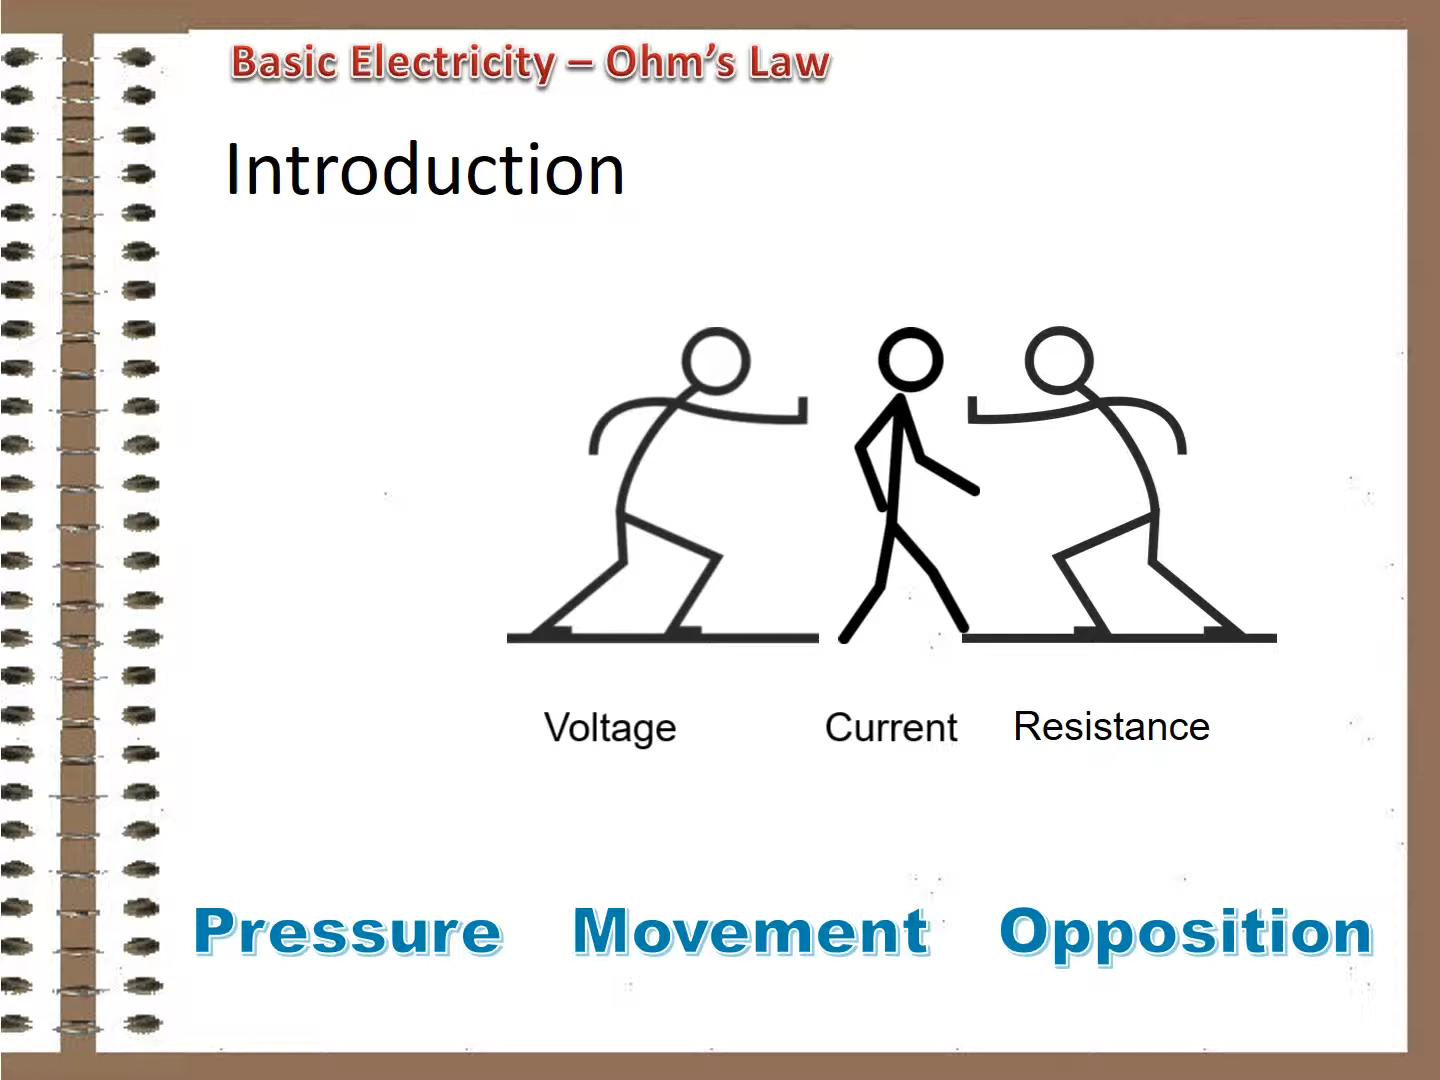 Basic Electricity – Ohm’s Law
Introduction
Voltage Current Resistance
Pressure Movement Opposition